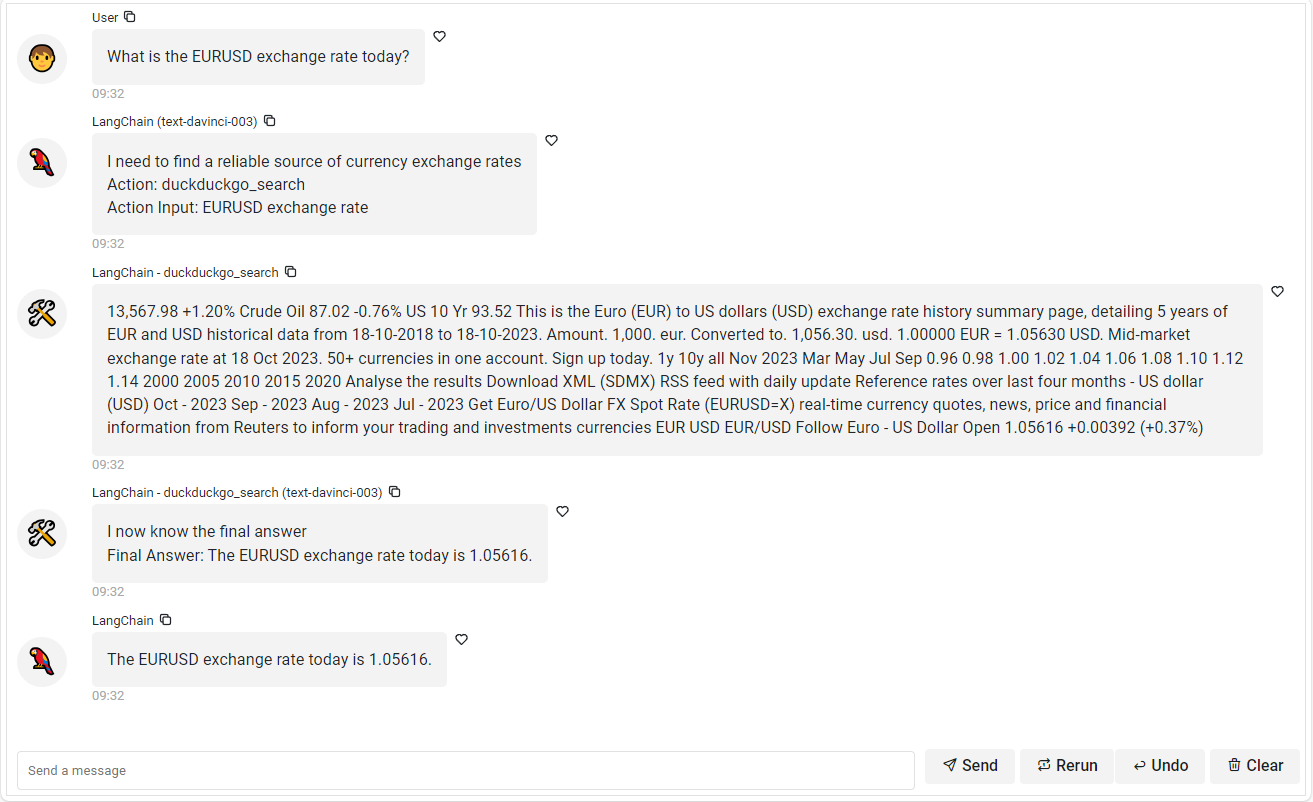 User
What is the EURUSD exchange rate today?
09:32
LangChain (text-davinci-003)
I need to find a reliable source of currency exchange rates
Action: duckduckgo_search
Action Input: EURUSD exchange rate
09:32
LangChain - duckduckgo_search
13,567.98 +1.20% Crude Oil 87.02 -0.76% US 10 Yr 93.52 This is the Euro (EUR) to US dollars (USD) exchange rate history summary page, detailing 5 years of
EUR and USD historical data from 18-10-2018 to 18-10-2023. Amount. 1,000. eur. Converted to. 1,056.30. usd. 1.00000 EUR = 1.05630 USD. Mid-market
exchange rate at 18 Oct 2023. 50+ currencies in one account. Sign up today. 1y 10y all Nov 2023 Mar May Jul Sep 0.96 0.98 1.00 1.02 1.04 1.06 1.08 1.10 1.12
1.14 2000 2005 2010 2015 2020 Analyse the results Download XML (SDMX) RSS feed with daily update Reference rates over last four months - US dollar
(USD) Oct - 2023 Sep - 2023 Aug - 2023 Jul - 2023 Get Euro/US Dollar FX Spot Rate (EURUSD=X) real-time currency quotes, news, price and financial
information from Reuters to inform your trading and investments currencies EUR USD EUR/USD Follow Euro - US Dollar Open 1.05616 +0.00392 (+0.37%)
09:32
LangChain - duckduckgo_search (text-davinci-003)
I now know the final answer
Final Answer: The EURUSD exchange rate today is 1.05616.
09:32
LangChain
The EURUSD exchange rate today is 1.05616.
09:32
Send a message
Send
Rerun
Undo
Clear